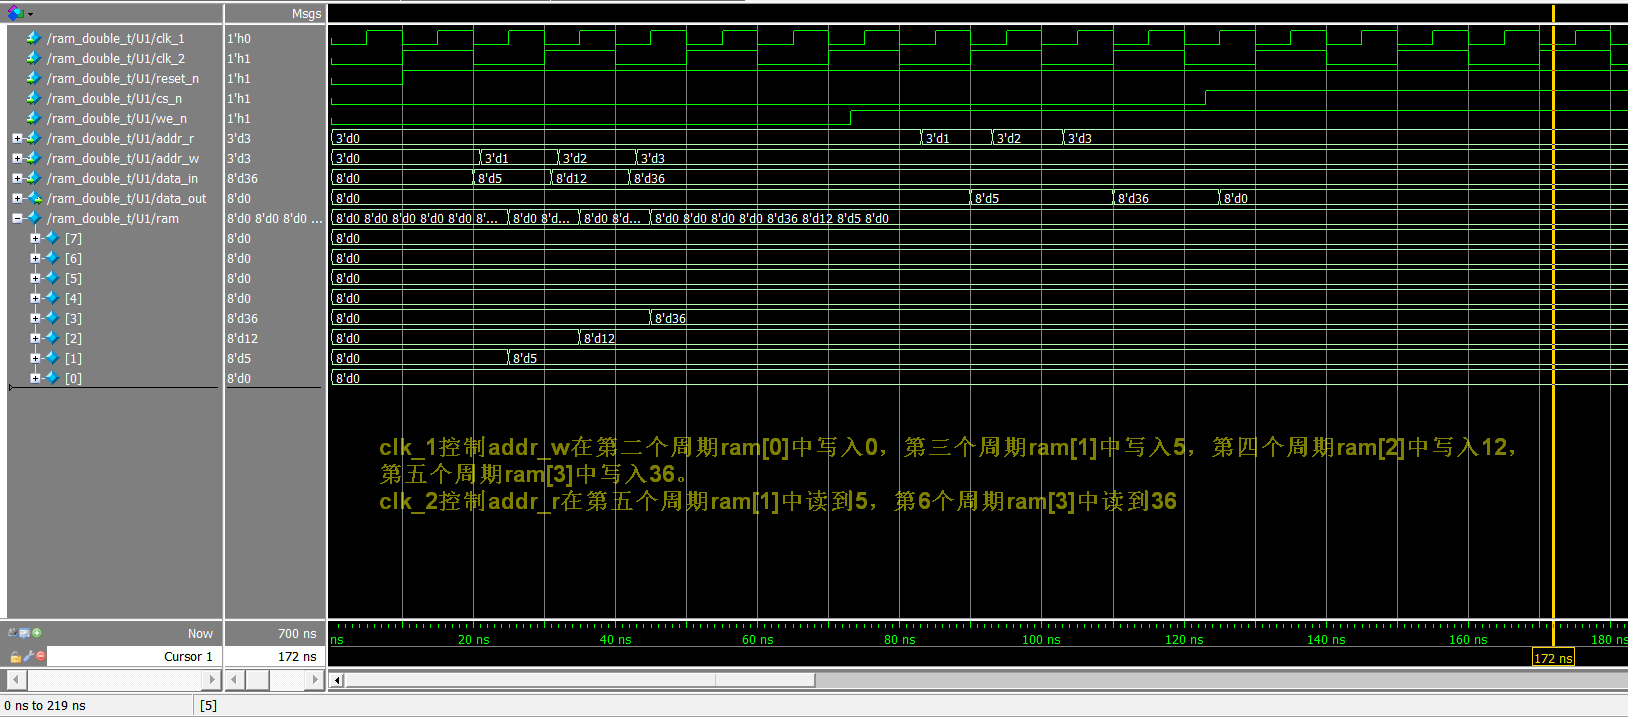 Msgs
/ram_double_t/U1/clk_1 1'h0
/ram_double_t/U1/clk_2 1'h1
/ram_double_t/U1/reset_n 1'h1
/ram_double_t/U1/cs_n 1'h1
/ram_double_t/U1/we_n 1'h1
/ram_double_t/U1/addr_r 3'd3 3'd0 3'd1 3'd2 3'd3
/ram_double_t/U1/addr_w 3'd3 3'd0 3'd1 3'd2 3'd3
/ram_double_t/U1/data_in 8'd36 8'd0 8'd5 8'd12 8'd36
/ram_double_t/U1/data_out 8'd0 8'd0 8'd5 8'd36 8'd0
/ram_double_t/U1/ram 8'd0 8'd0 8'd0 ... 8'd0 8'd0 8'd0 8'd0 8'd0 8'... 8'd0 8'd... 8'd0 8'd... 8'd0 8'd0 8'd0 8'd0 8'd36 8'd12 8'd5 8'd0
[7] 8'd0 8'd0
[6] 8'd0 8'd0
[5] 8'd0 8'd0
[4] 8'd0 8'd0
[3] 8'd36 8'd0 8'd36
[2] 8'd12 8'd0 8'd12
[1] 8'd5 8'd0 8'd5
[0] 8'd0 8'd0
clk_1控制addr_w在第二个周期ram[0]中写入0，第三个周期ram[1]中写入5，第四个周期ram[2]中写入12，
第五个周期ram[3]中写入36。
clk_2控制addr_r在第五个周期ram[1]中读到5，第6个周期ram[3]中读到36
Now 700 ns ns 20 ns 40 ns 60 ns 80 ns 100 ns 120 ns 140 ns 160 ns 180 ns
Cursor 1 172 ns 172 ns
0 ns to 219 ns [5]